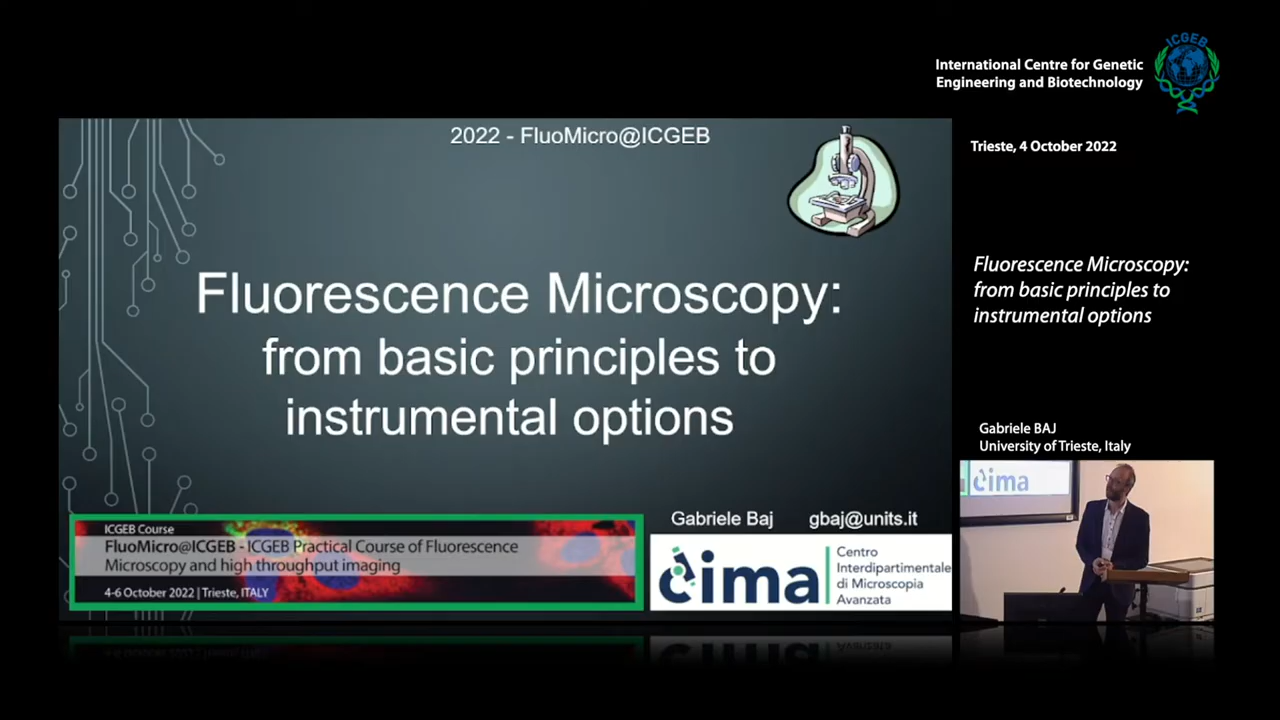 ICGEB
International Centre for Genetic
Engineering and Biotechnology
Trieste, 4 October 2022
2022 - FluoMicro@ICGEB
Fluorescence Microscopy:
from basic principles to
instrumental options
Fluorescence Microscopy:
from basic principles to
instrumental options
Gabriele BAJ
University of Trieste, Italy
cima
ICGEB Course
FluoMicro@ICGEB - ICGEB Practical Course of Fluorescence
Microscopy and high throughput imaging
4-6 October 2022 | Trieste, ITALY
Gabriele Baj gbaj@units.it
cima
Centro
Interdipartimentale
di Microscopia
Avanzata